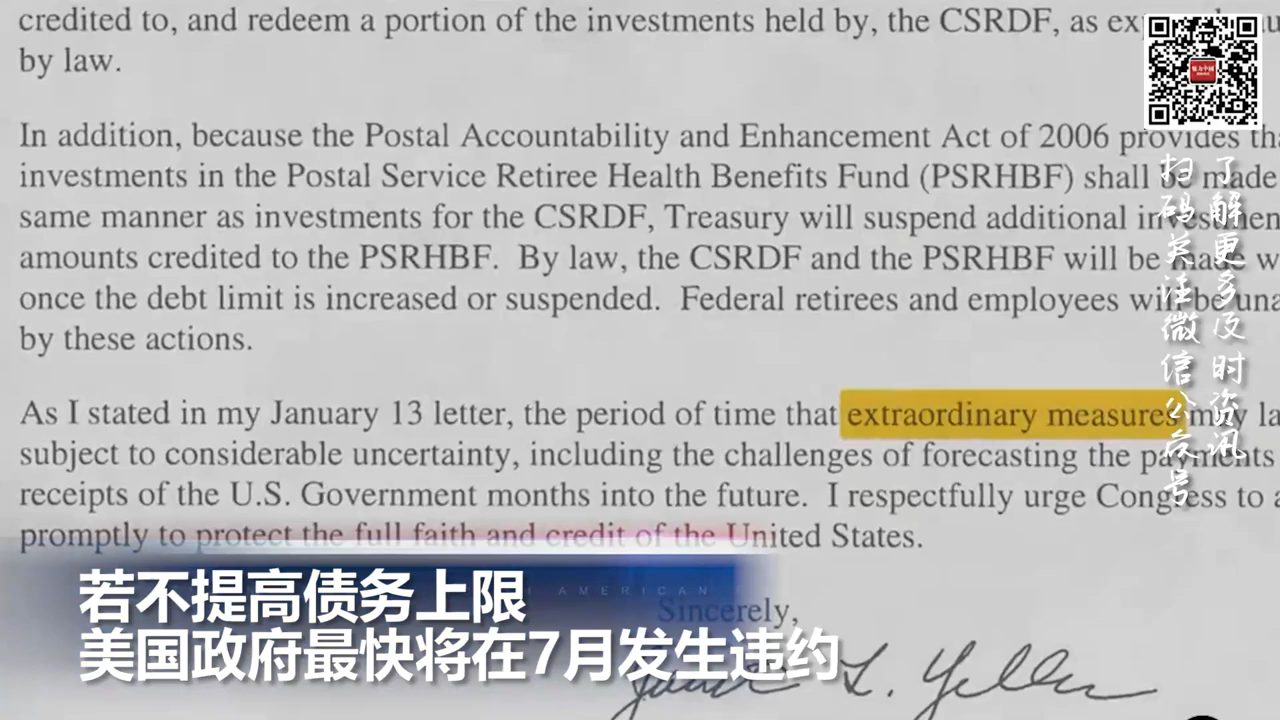 credited to, and redeem a portion of the investments held by, the CSRDF, as
by law.
In addition, because the Postal Accountability and Enhancement Act of 2006 provides
investments in the Postal Service Retiree Health Benefits Fund (PSRHBF) shall be made
same manner as investments for the CSRDF, Treasury will suspend additional
amounts credited to the PSRHBF. By law, the CSRDF and the PSRHBF will be made
once the debt limit is increased or suspended. Federal retirees and employees will be
by these actions.
As I stated in my January 13 letter, the period of time that extraordinary measures may
subject to considerable uncertainty, including the challenges of forecasting the payments
receipts of the U.S. Government months into the future. I respectfully urge Congress to
promptly to protect the full faith and credit of the United States.
Sincerely,
了解更多及时资讯
扫码关注微信公众号
AMERICAN
若不提高债务上限
美国政府最快将在7月发生违约